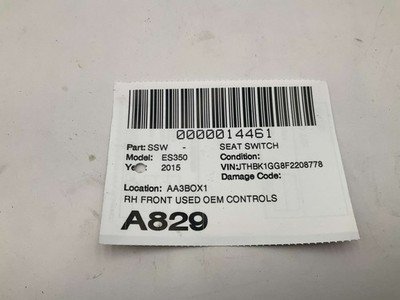 0000014461
Part: SSW - SEAT SWITCH
Model: ES350 Condition:
2015 VIN:JTHBK1GG8F2208778
Damage Code:
Location: AA3BOX1
RH FRONT USED OEM CONTROLS
A829